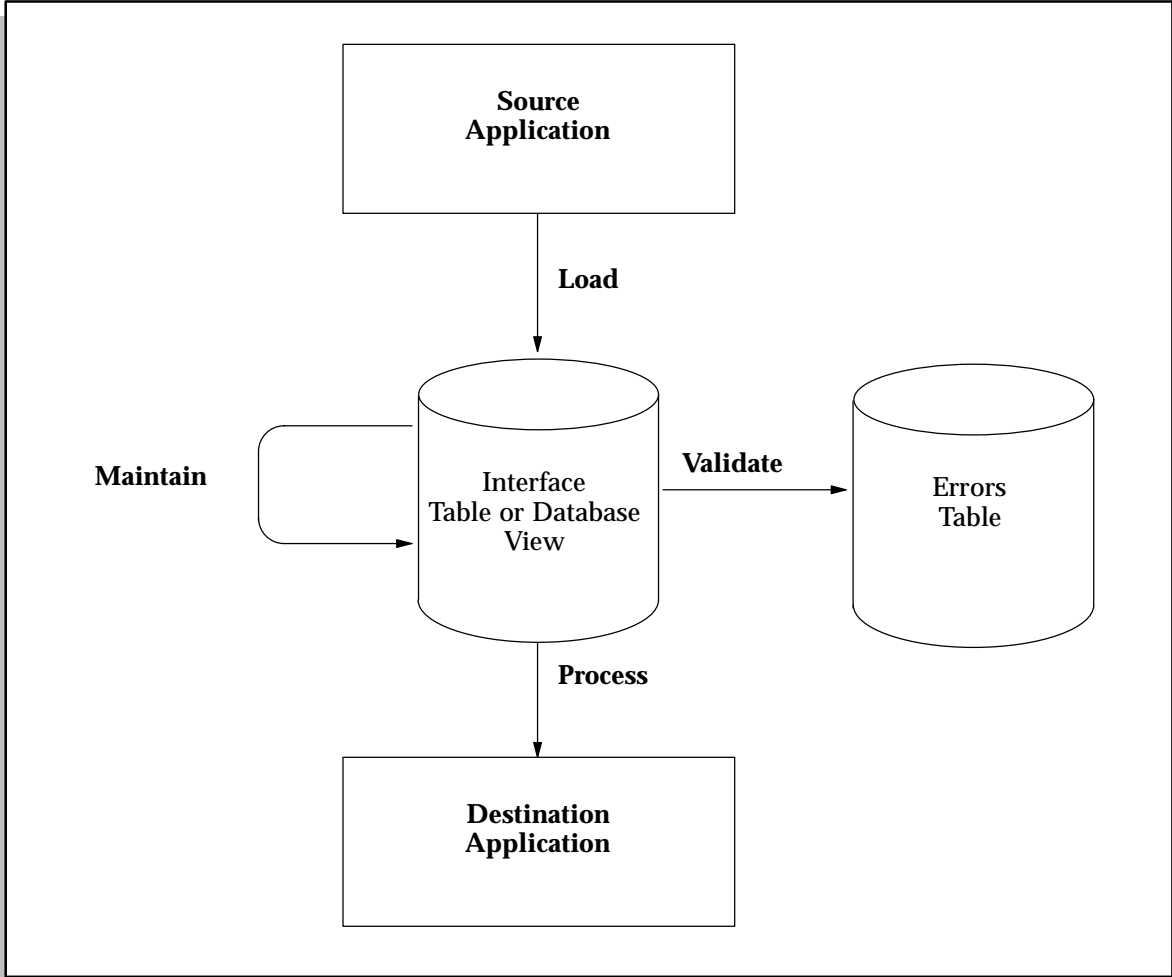 Source
Application
Load
Maintain
Interface
Table or Database
View
Validate
Errors
Table
Process
Destination
Application